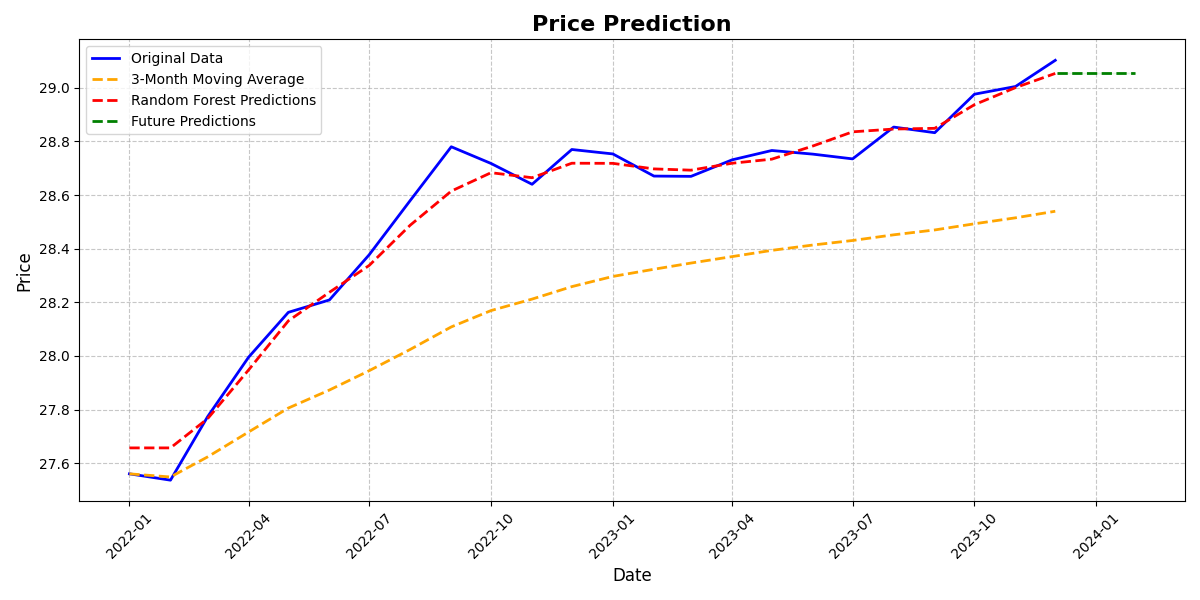 Price Prediction
Original Data
3-Month Moving Average
Random Forest Predictions
Future Predictions
Price
29.0
28.8
28.6
28.4
28.2
28.0
27.8
27.6
2022-01
2022-04
2022-07
2022-10
2023-01
2023-04
2023-07
2023-10
2024-01
Date